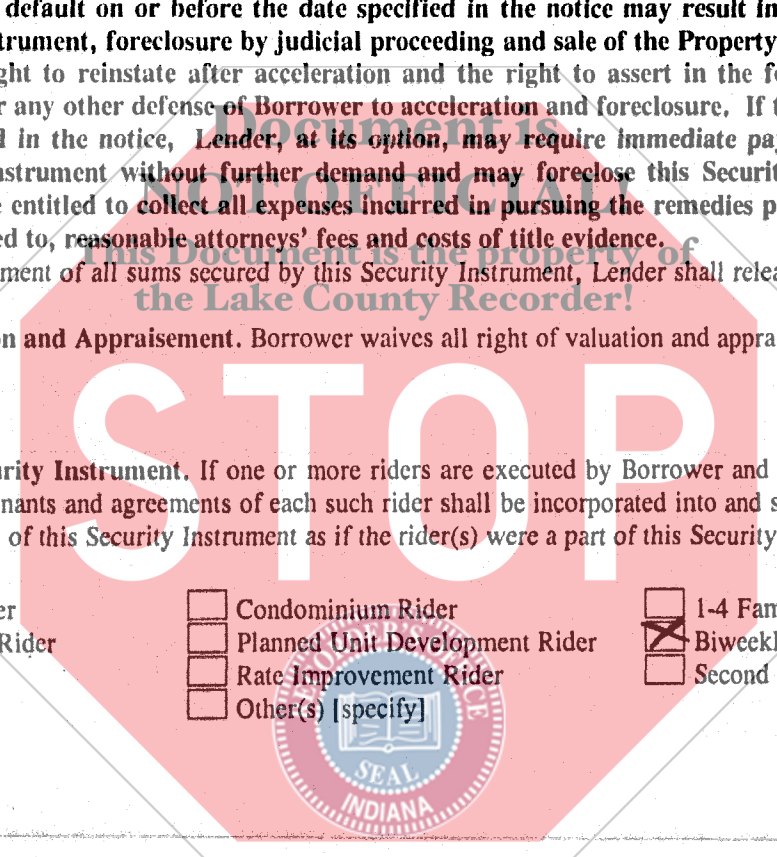 default on or before the date specified in the notice may result in
trument, foreclosure by judicial proceeding and sale of the Property
ght to reinstate after acceleration and the right to assert in the fo
r any other defense of Borrower to acceleration and foreclosure. If t
Document is
d in the notice, Lender, at its option, may require immediate pay
nstrument without further demand and may foreclose this Securit
NOT OFFICIAL!
e entitled to collect all expenses incurred in pursuing the remedies p
ed to, reasonable attorneys' fees and costs of title evidence.
This Document is the property of
ment of all sums secured by this Security Instrument, Lender shall relea
the Lake County Recorder!
n and Appraisement. Borrower waives all right of valuation and appra
STOP
urity Instrument. If one or more riders are executed by Borrower and
nants and agreements of each such rider shall be incorporated into and s
of this Security Instrument as if the rider(s) were a part of this Security
er Condominium Rider 1-4 Fam
Rider Planned Unit Development Rider Biweekl
Rate Improvement Rider Second
Other(s) [specify]
RECORDER'S OFFICE
SEAL
INDIANA